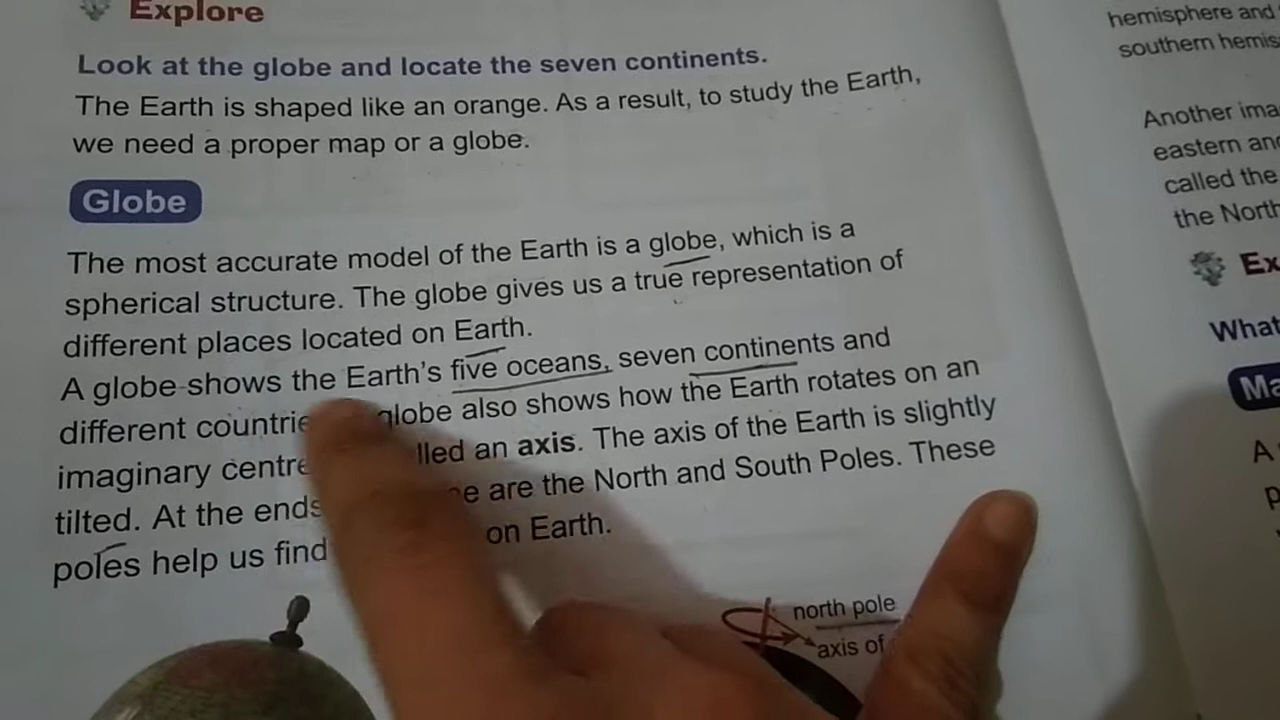 Explore
Look at the globe and locate the seven continents.
The Earth is shaped like an orange. As a result, to study the Earth,
we need a proper map or a globe.
Globe
The most accurate model of the Earth is a globe, which is a
spherical structure. The globe gives us a true representation of
different places located on Earth.
A globe shows the Earth's five oceans, seven continents and
different countrie globe also shows how the Earth rotates on an
imaginary centre lled an axis. The axis of the Earth is slightly
tilted. At the ends e are the North and South Poles. These
poles help us find on Earth.
north pole
axis of
hemisphere and
southern hemis
Another ima
eastern and
called the
the North
Ex
What
Ma
A
p